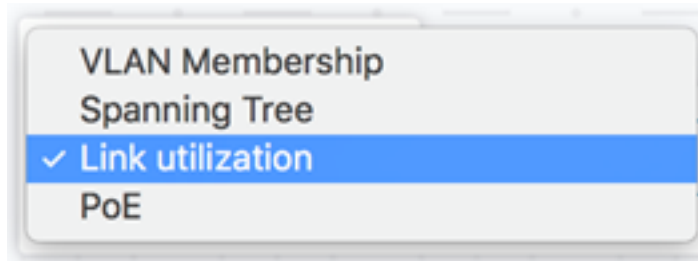 VLAN Membership
Spanning Tree
✓ Link utilization
PoE